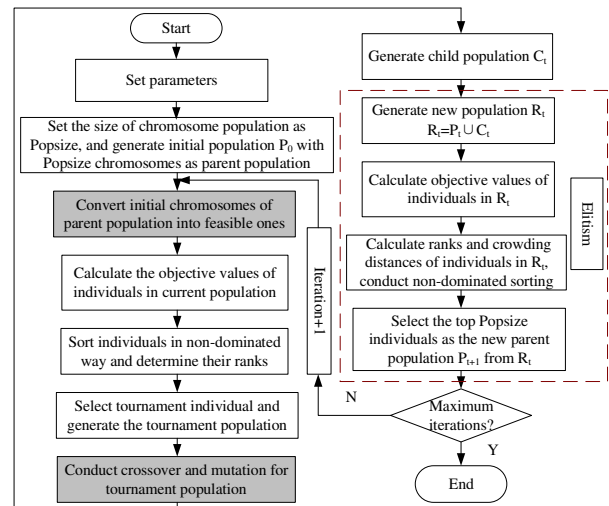 Start
Set parameters
Set the size of chromosome population as
Popsize, and generate initial population P₀ with
Popsize chromosomes as parent population
Convert initial chromosomes of
parent population into feasible ones
Calculate the objective values of
individuals in current population
Sort individuals in non-dominated
way and determine their ranks
Select tournament individual and
generate the tournament population
Conduct crossover and mutation for
tournament population
Iteration+1
Generate child population Cₜ
Generate new population Rₜ
Rₜ=Pₜ ∪ Cₜ
Calculate objective values of
individuals in Rₜ
Calculate ranks and crowding
distances of individuals in Rₜ,
conduct non-dominated sorting
Select the top Popsize
individuals as the new parent
population Pₜ₊₁ from Rₜ
Elitism
Maximum
iterations?
N
Y
End